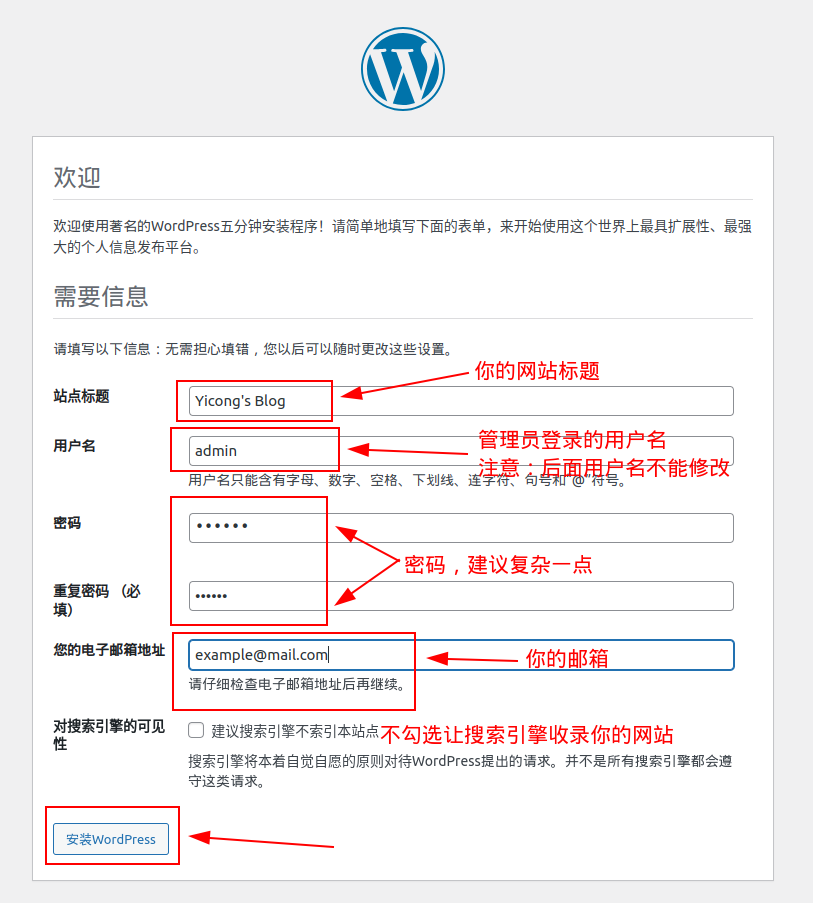 欢迎
欢迎使用著名的WordPress五分钟安装程序！请简单地填写下面的表单，来开始使用这个世界上最具扩展性、最强
大的个人信息发布平台。
需要信息
请填写以下信息：无需担心填错，您以后可以随时更改这些设置。
你的网站标题
站点标题
Yicong's Blog
管理员登录的用户名
用户名
admin
注意：后面用户名不能修改
用户名只能含有字母、数字、空格、下划线、连字符、句号和“@”符号。
密码
••••••
密码，建议复杂一点
重复密码 （必
填）
••••••
您的电子邮箱地址
example@mail.com
你的邮箱
请仔细检查电子邮箱地址后再继续。
对搜索引擎的可见
性
建议搜索引擎不索引本站点
不勾选让搜索引擎收录你的网站
搜索引擎将本着自觉自愿的原则对待WordPress提出的请求。并不是所有搜索引擎都会遵
守这类请求。
安装WordPress